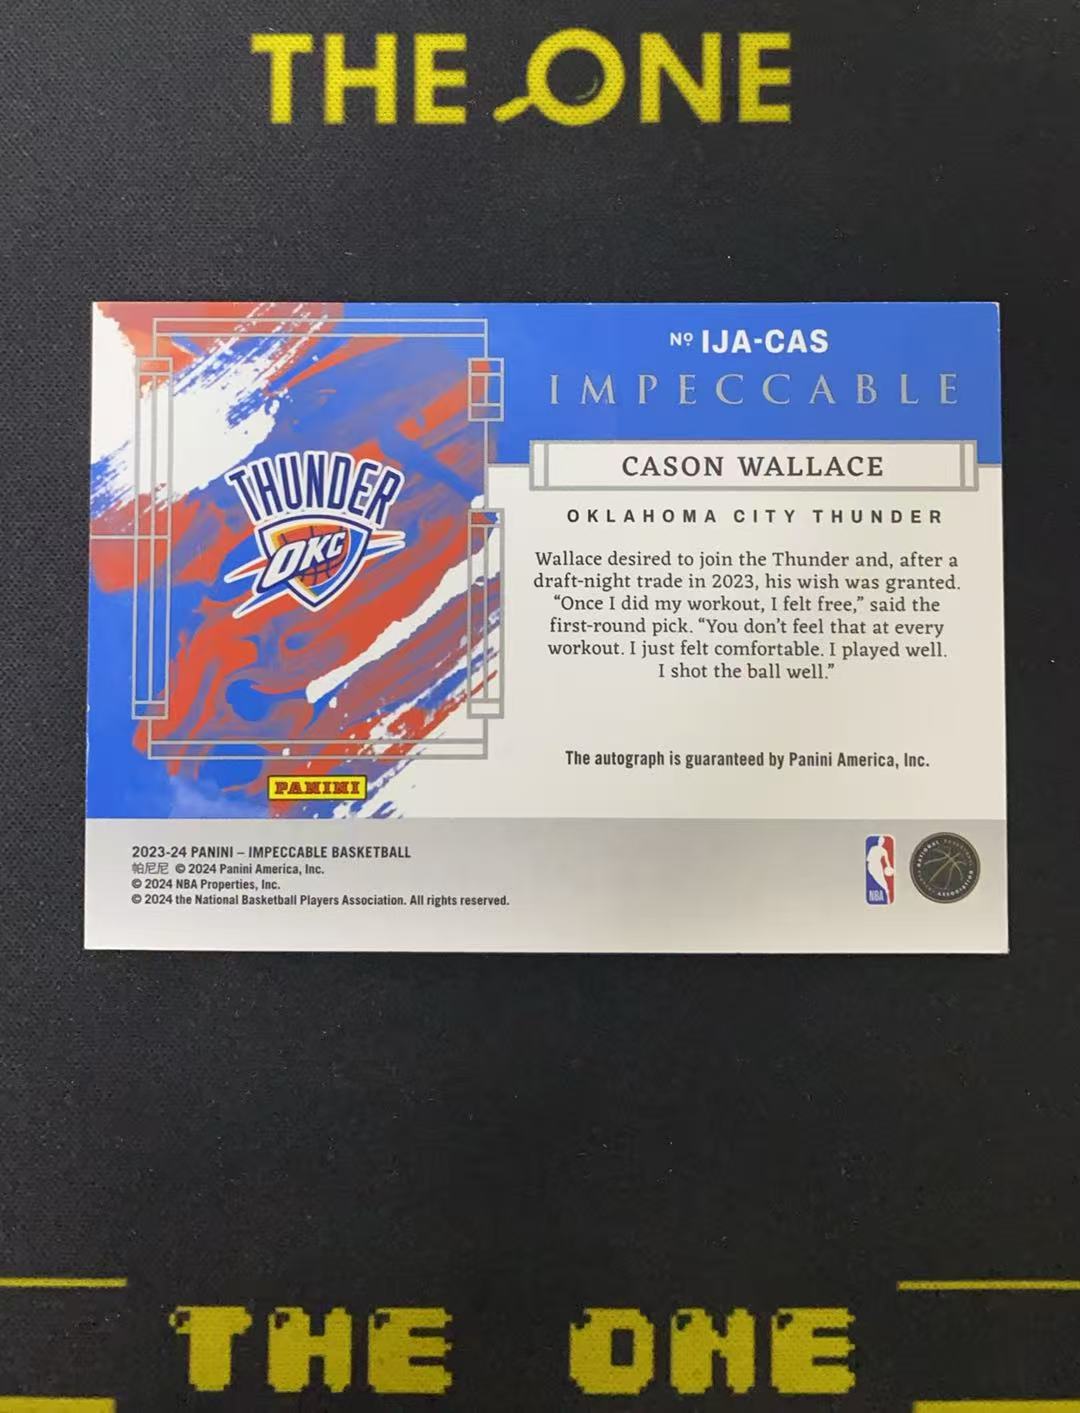 THE ONE
Nº IJA-CAS
IMPECCABLE
CASON WALLACE
OKLAHOMA CITY THUNDER
Wallace desired to join the Thunder and, after a
draft-night trade in 2023, his wish was granted.
“Once I did my workout, I felt free,” said the
first-round pick. “You don’t feel that at every
workout. I just felt comfortable. I played well.
I shot the ball well.”
The autograph is guaranteed by Panini America, Inc.
THUNDER
OKC
PANINI
2023-24 PANINI – IMPECCABLE BASKETBALL
帕尼尼 © 2024 Panini America, Inc.
© 2024 NBA Properties, Inc.
© 2024 the National Basketball Players Association. All rights reserved.
NBA
THE ONE